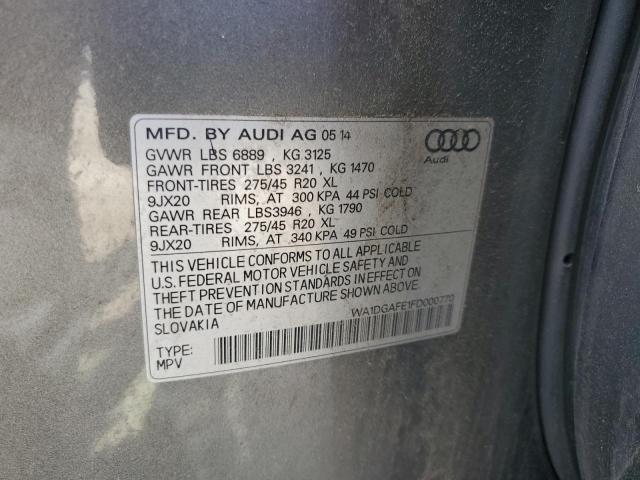 MFD. BY AUDI AG 05 14
Audi
GVWR LBS 6889 , KG 3125
GAWR FRONT LBS 3241 , KG 1470
FRONT-TIRES 275/45 R20 XL
9JX20 RIMS, AT 300 KPA 44 PSI COLD
GAWR REAR LBS3946 , KG 1790
REAR-TIRES 275/45 R20 XL
9JX20 RIMS, AT 340 KPA 49 PSI COLD
THIS VEHICLE CONFORMS TO ALL APPLICABLE
U.S. FEDERAL MOTOR VEHICLE SAFETY AND
THEFT PREVENTION STANDARDS IN EFFECT ON
THE DATE OF MANUFACTURE SHOWN ABOVE.
SLOVAKIA
WA1DGAFE1FD000770
TYPE:
MPV